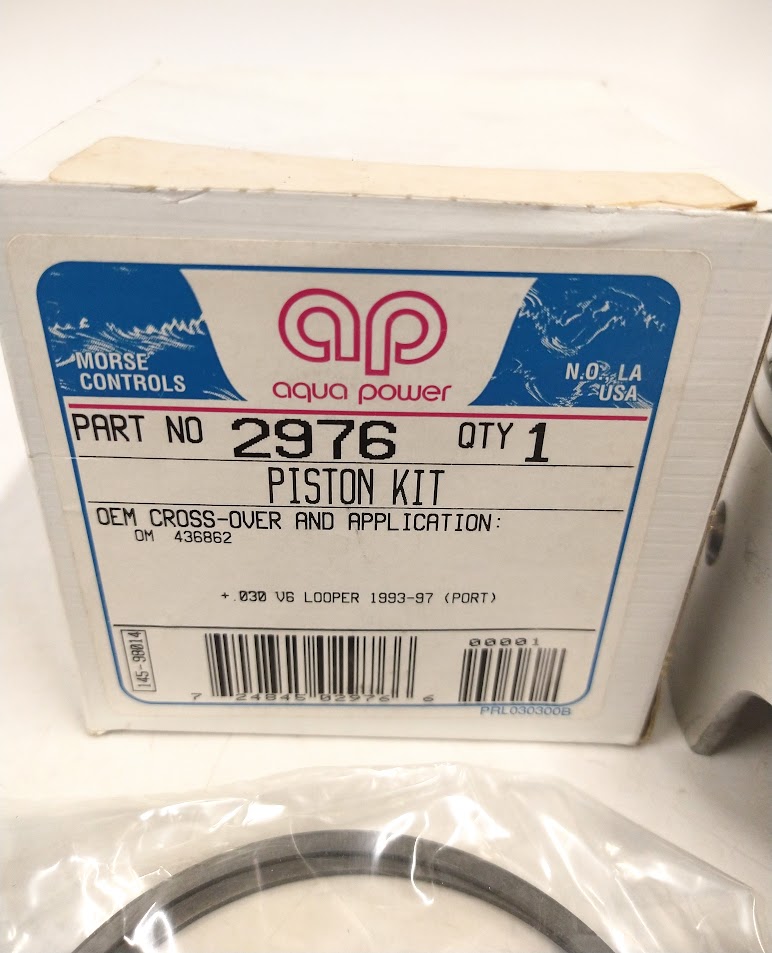 ap
aqua power
MORSE
CONTROLS
N.O., LA
USA
PART NO 2976 QTY 1
PISTON KIT
OEM CROSS-OVER AND APPLICATION:
OM 436862
+.030 V6 LOOPER 1993-97 (PORT)
145-98014
7 24845 02976 6
00001
PRL030300B